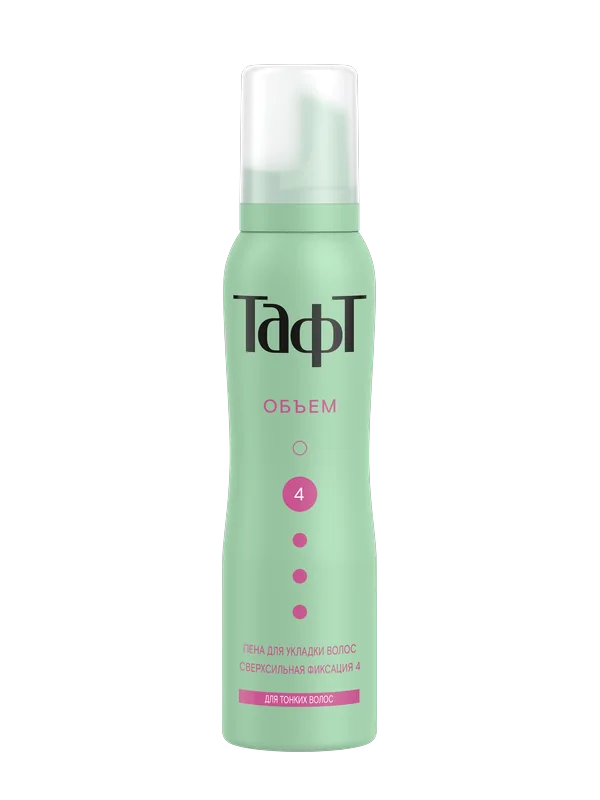 Тафт
ОБЪЕМ
4
ПЕНА ДЛЯ УКЛАДКИ ВОЛОС
СВЕРХСИЛЬНАЯ ФИКСАЦИЯ 4
ДЛЯ ТОНКИХ ВОЛОС